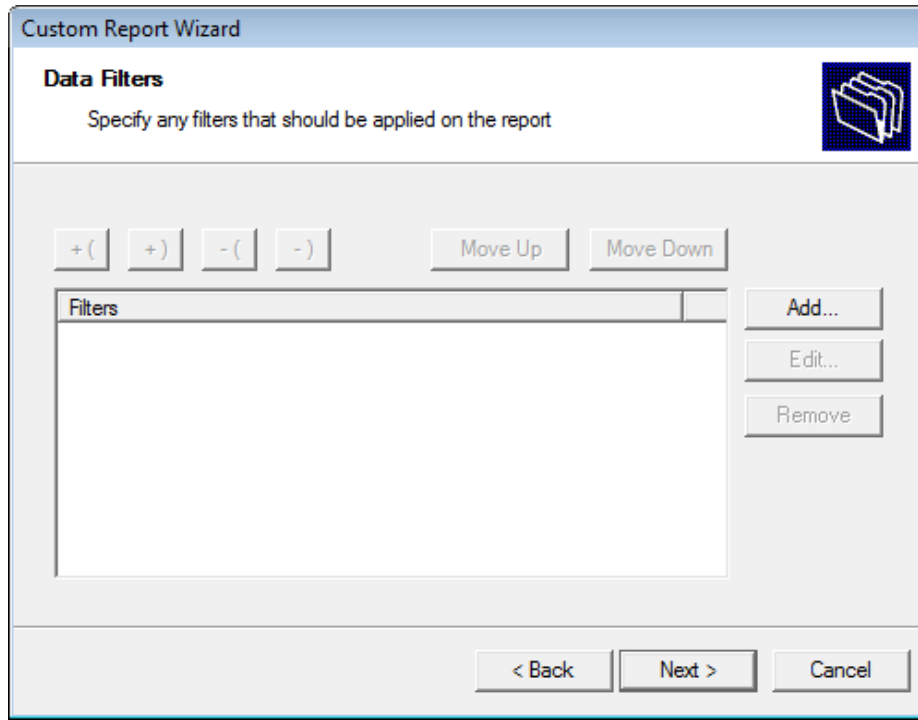 Custom Report Wizard
Data Filters
Specify any filters that should be applied on the report
+ ( + ) - ( - ) Move Up Move Down
Filters Add...
Edit...
Remove
< Back Next > Cancel